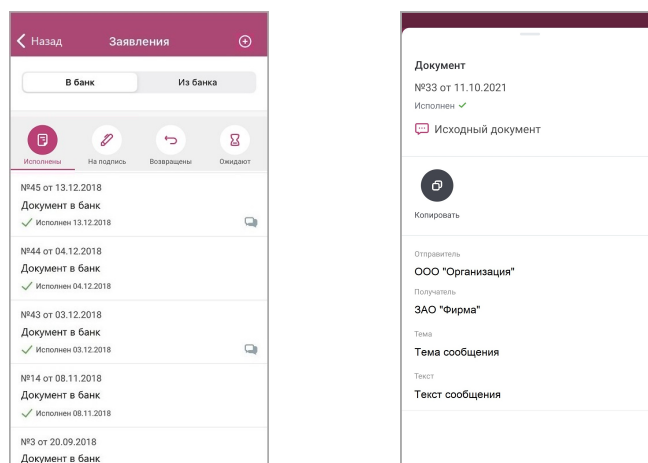 Назад
Заявления
В банк
Из банка
Исполнены
На подпись
Возвращены
Ожидают
№45 от 13.12.2018
Документ в банк
Исполнен 13.12.2018
№44 от 04.12.2018
Документ в банк
Исполнен 04.12.2018
№43 от 03.12.2018
Документ в банк
Исполнен 03.12.2018
№14 от 08.11.2018
Документ в банк
Исполнен 08.11.2018
№3 от 20.09.2018
Документ в банк
Документ
№33 от 11.10.2021
Исполнен
Исходный документ
Копировать
Отправитель
ООО "Организация"
Получатель
ЗАО "Фирма"
Тема
Тема сообщения
Текст
Текст сообщения